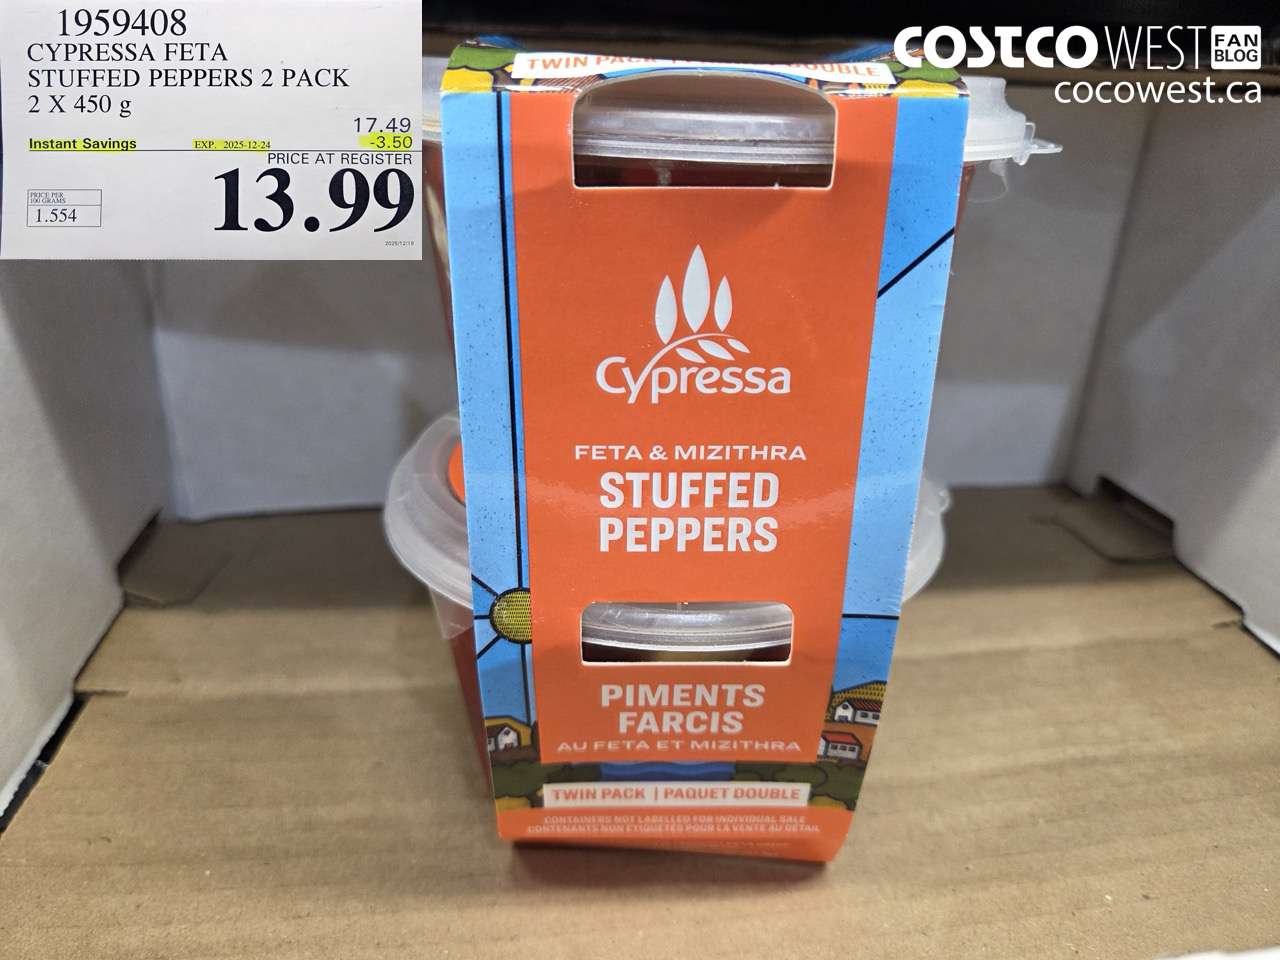 1959408
CYPRESSA FETA
STUFFED PEPPERS 2 PACK
2 X 450 g
17.49
Instant Savings EXP. 2025-12-24 -3.50
PRICE AT REGISTER
13.99
PRICE PER
100 GRAMS
1.554
COSTCO WEST FAN BLOG
cocowest.ca
TWIN PACK DOUBLE
Cypressa
FETA & MIZITHRA
STUFFED
PEPPERS
PIMENTS
FARCIS
AU FETA ET MIZITHRA
TWIN PACK | PAQUET DOUBLE
CONTAINERS NOT LABELLED FOR INDIVIDUAL SALE
CONTENANTS NON ÉTIQUETÉS POUR LA VENTE AU DÉTAIL